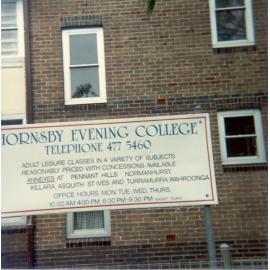 HORNSBY EVENING COLLEGE
TELEPHONE 477 5460
ADULT LEISURE CLASSES IN A VARIETY OF SUBJECTS
REASONABLY PRICED WITH CONCESSIONS AVAILABLE
ANNEXES AT PENNANT HILLS NORMANHURST,
KILLARA, ASQUITH ST IVES AND TURRAMURRA WAHROONGA
OFFICE HOURS MON. TUE. WED. THURS.
10.00 AM-4.00 PM 6.30 PM-9.30 PM